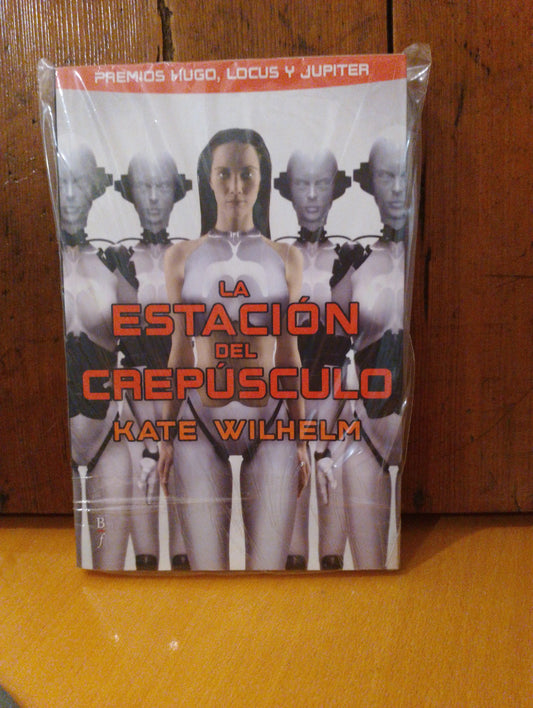 PREMIOS HUGO, LOCUS Y JUPITER
LA
ESTACIÓN
DEL
CREPÚSCULO
KATE WILHELM
B
f